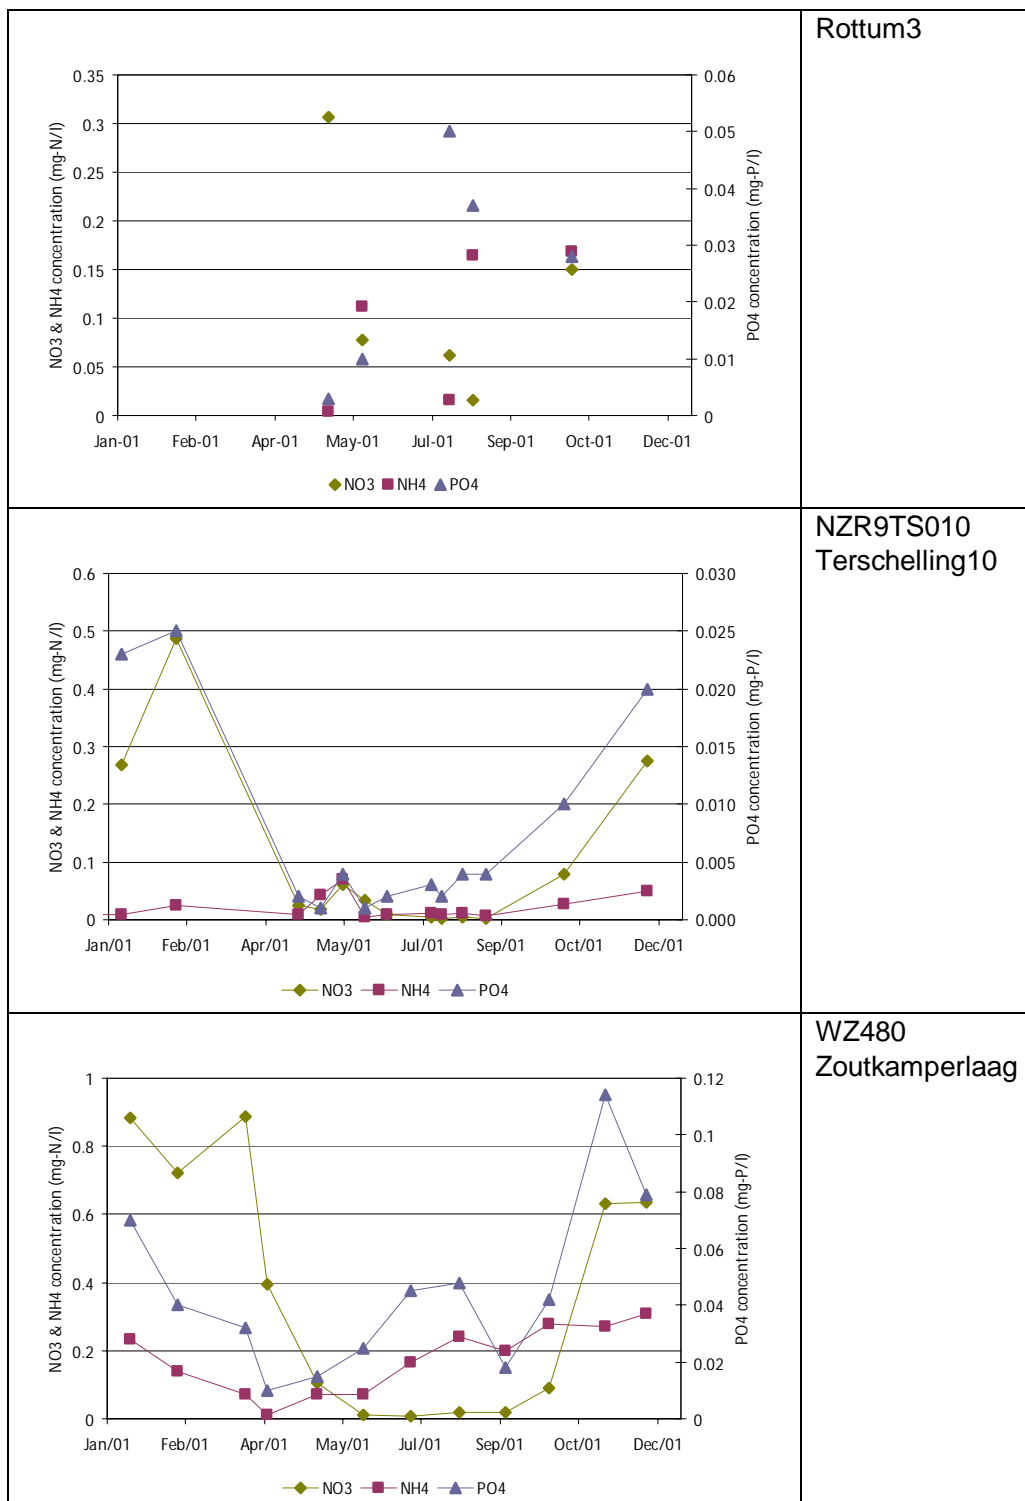 Rottum3
0.35
0.3
0.25
0.2
0.15
0.1
0.05
0
NO3 & NH4 concentration (mg-N/l)
0.06
0.05
0.04
0.03
0.02
0.01
0
PO4 concentration (mg-P/l)
Jan-01 Feb-01 Apr-01 May-01 Jul-01 Sep-01 Oct-01 Dec-01
NO3 NH4 PO4
NZR9TS010
Terschelling10
0.6
0.5
0.4
0.3
0.2
0.1
0
NO3 & NH4 concentration (mg-N/l)
0.030
0.025
0.020
0.015
0.010
0.005
0.000
PO4 concentration (mg-P/l)
Jan/01 Feb/01 Apr/01 May/01 Jul/01 Sep/01 Oct/01 Dec/01
NO3 NH4 PO4
WZ480
Zoutkamperlaag
1
0.8
0.6
0.4
0.2
0
NO3 & NH4 concentration (mg-N/l)
0.12
0.1
0.08
0.06
0.04
0.02
0
PO4 concentration (mg-P/l)
Jan/01 Feb/01 Apr/01 May/01 Jul/01 Sep/01 Oct/01 Dec/01
NO3 NH4 PO4